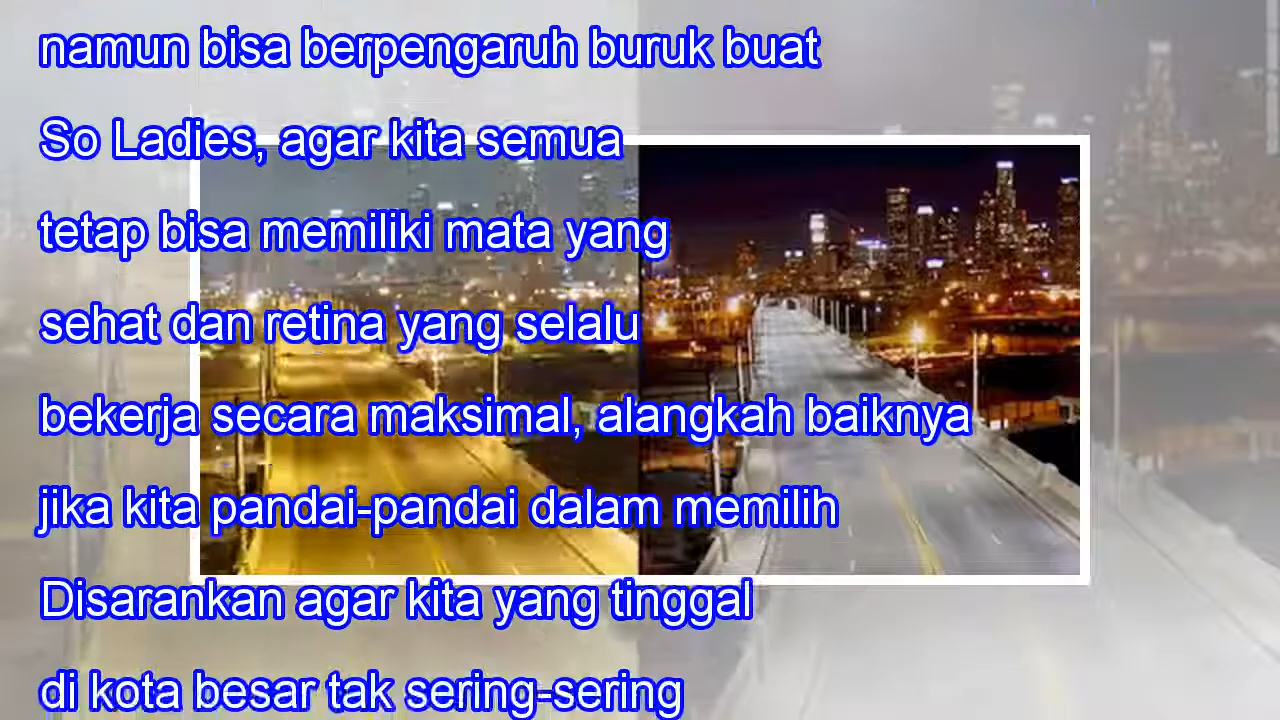 namun bisa berpengaruh buruk buat
So Ladies, agar kita semua
tetap bisa memiliki mata yang
sehat dan retina yang selalu
bekerja secara maksimal, alangkah baiknya
jika kita pandai-pandai dalam memilih
Disarankan agar kita yang tinggal
di kota besar tak sering-sering